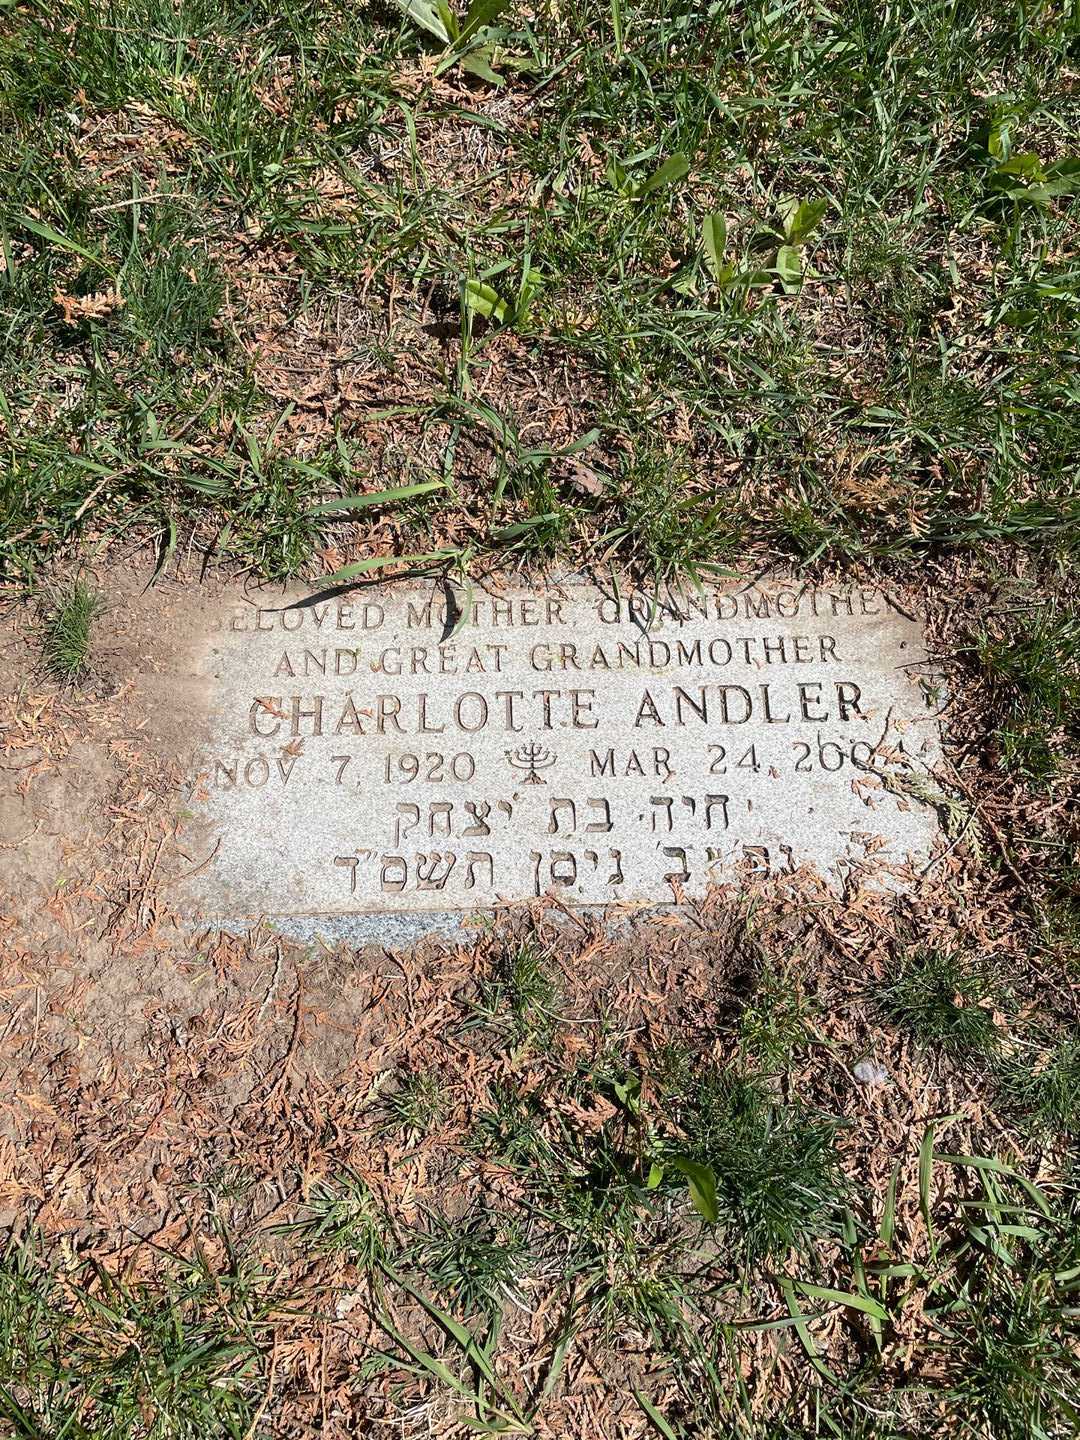 BELOVED MOTHER, GRANDMOTHER
AND GREAT GRANDMOTHER
CHARLOTTE ANDLER
NOV 7, 1920 MAR 24, 2004
חיה בת יצחק
ב' ניסן תשס"ד